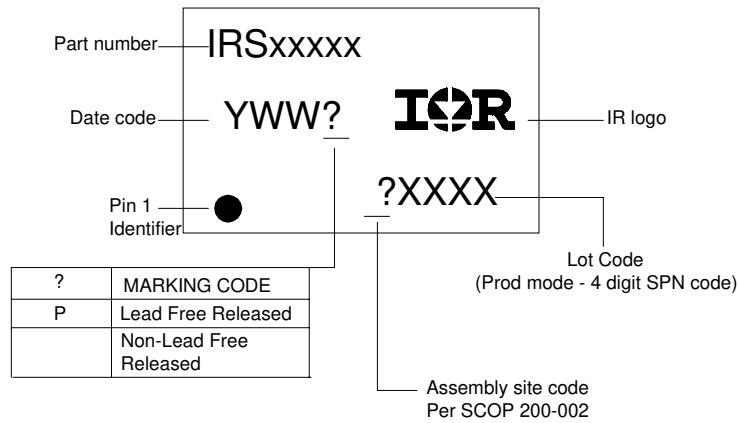 Part number
IRSxxxxx
Date code
YWW?
IOR
IR logo
?XXXX
Pin 1
Identifier
Lot Code
(Prod mode - 4 digit SPN code)
? MARKING CODE
P Lead Free Released
Non-Lead Free
Released
Assembly site code
Per SCOP 200-002